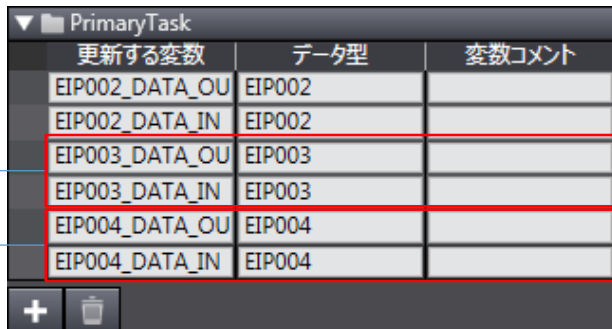 PrimaryTask
更新する変数 データ型 変数コメント
EIP002_DATA_OU EIP002
EIP002_DATA_IN EIP002
EIP003_DATA_OU EIP003
EIP003_DATA_IN EIP003
EIP004_DATA_OU EIP004
EIP004_DATA_IN EIP004